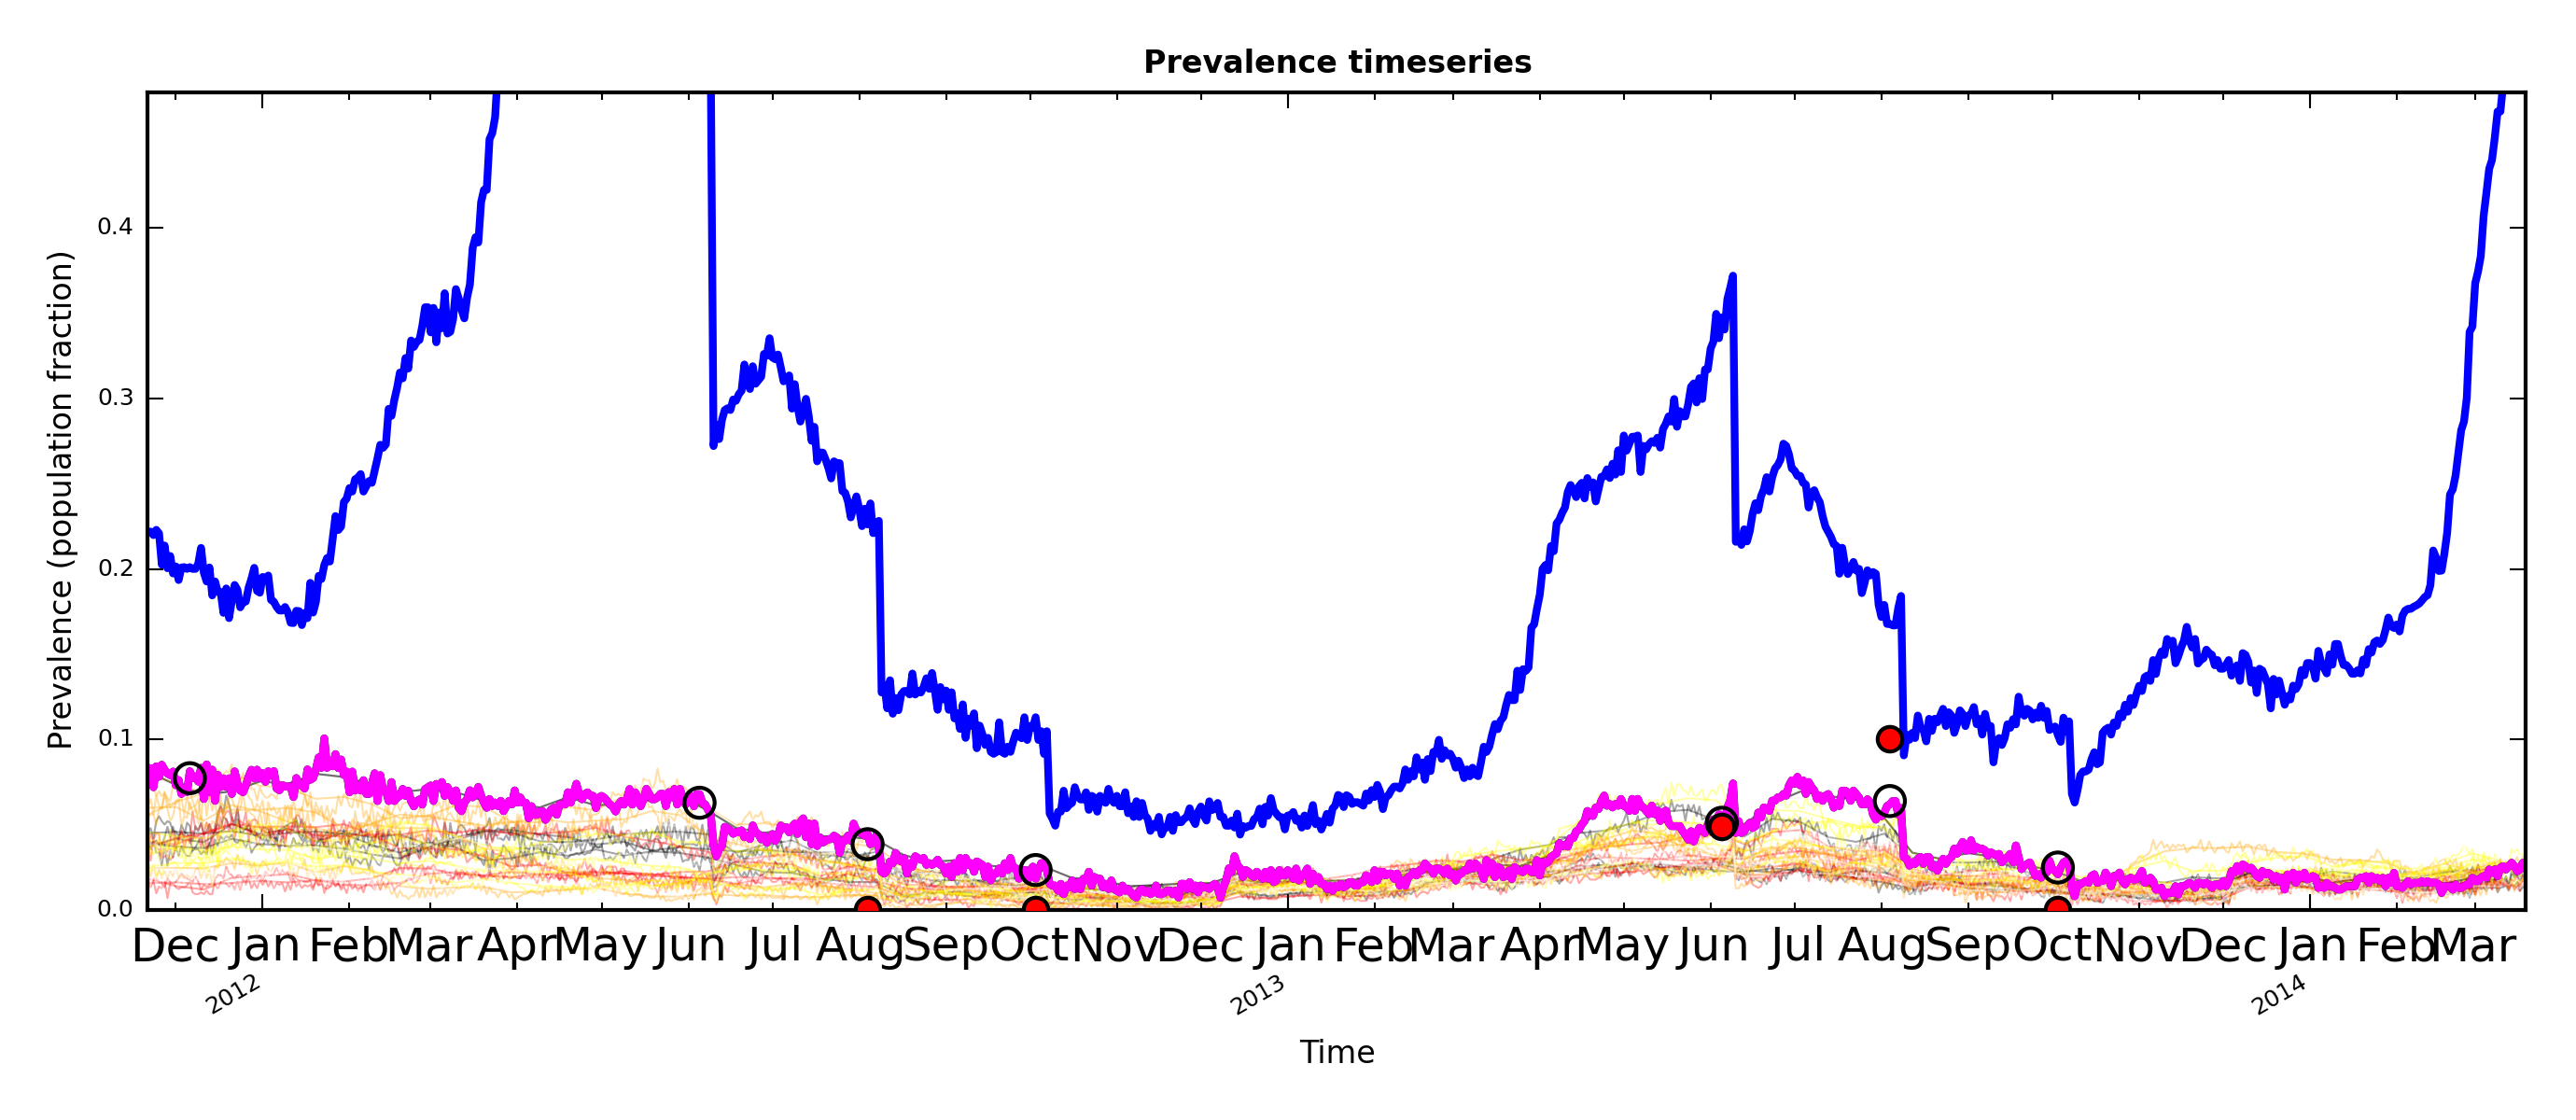 Prevalence timeseries
Prevalence (population fraction)
0.4
0.3
0.2
0.1
0.0
Dec Jan Feb Mar Apr May Jun Jul Aug Sep Oct Nov Dec Jan Feb Mar Apr May Jun Jul Aug Sep Oct Nov Dec Jan Feb Mar
2012 2013 2014
Time